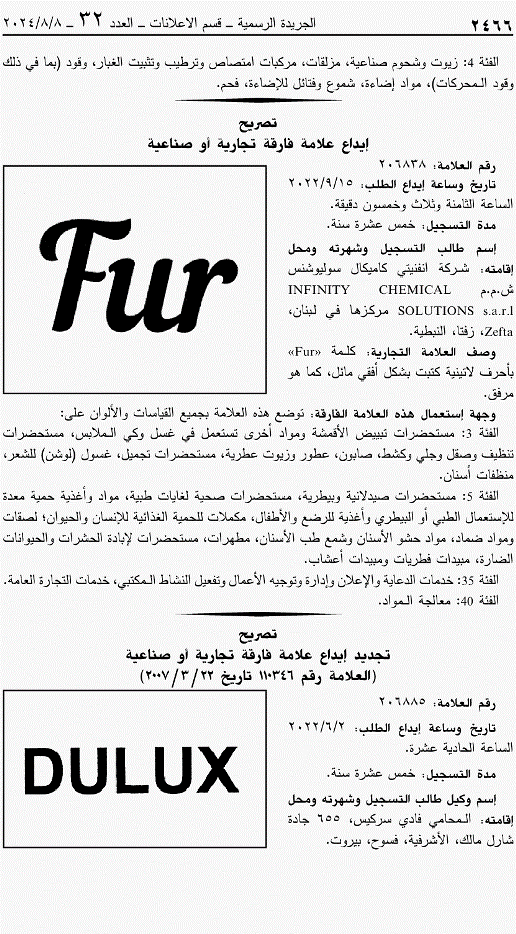 ٢٤٦٦ الجريدة الرسمية ــ قسم الاعلانات ــ العدد ٣٢ ــ ٢٠٢٤/٨/٨
الفئة 4: زيوت وشحوم صناعية، مزلقات، مركبات امتصاص وترطيب وتثبيت الغبار، وقود (بما في ذلك
وقود الـمحركات)، مواد إضاءة، شموع وفتائل للإضاءة، فحم.
تصريح
إيداع علامة فارقة تجارية أو صناعية
رقم العلامة: ٢٠٦٨٣٨
تاريخ وساعة إيداع الطلب: ٢٠٢٢/٩/١٥
الساعة الثامنة وثلاث وخمسون دقيقة.
مدة التسجيل: خمس عشرة سنة.
إسم طالب التسجيل وشهرته ومحل
إقامته: شركة انفنيتي كاميكال سوليوشنس
ش.م.م INFINITY CHEMICAL
SOLUTIONS s.a.r.l مركزها في لبنان،
Zefta، زفتا، النبطية.
وصف العلامة التجارية: كلـمة «Fur»
بأحرف لاتينية كتبت بشكل أفقي مائل، كما هو
مرفق.
Fur
وجهة إستعمال هذه العلامة الفارقة: توضع هذه العلامة بجميع القياسات والألوان على:
الفئة 3: مستحضرات تبييض الأقمشة ومواد أخرى تستعمل في غسل وكي الـملابس، مستحضرات
تنظيف وصقل وجلي وكشط، صابون، عطور وزيوت عطرية، مستحضرات تجميل، غسول (لوشن) للشعر،
منظفات أسنان.
الفئة 5: مستحضرات صيدلانية وبيطرية، مستحضرات صحية لغايات طبية، مواد وأغذية حمية معدة
للإستعمال الطبي أو البيطري وأغذية للرضع والأطفال، مكملات للحمية الغذائية للإنسان والحيوان؛ لصقات
ومواد ضماد، مواد حشو الأسنان وشمع طب الأسنان، مطهرات، مستحضرات لإبادة الحشرات والحيوانات
الضارة، مبيدات فطريات ومبيدات أعشاب.
الفئة 35: خدمات الدعاية والإعلان وإدارة وتوجيه الأعمال وتفعيل النشاط الـمكتبي، خدمات التجارة العامة.
الفئة 40: معالجة الـمواد.
تصريح
تجديد إيداع علامة فارقة تجارية أو صناعية
(العلامة رقم ١١٠٣٤٦ تاريخ ٢٠٠٧/٣/٢٢)
رقم العلامة: ٢٠٦٨٨٥
تاريخ وساعة إيداع الطلب: ٢٠٢٢/٦/٢
الساعة الحادية عشرة.
مدة التسجيل: خمس عشرة سنة.
إسم وكيل طالب التسجيل وشهرته ومحل
إقامته: الـمحامي فادي سركيس، ٦٥٥ جادة
شارل مالك، الأشرفية، فسوح، بيروت.
DULUX